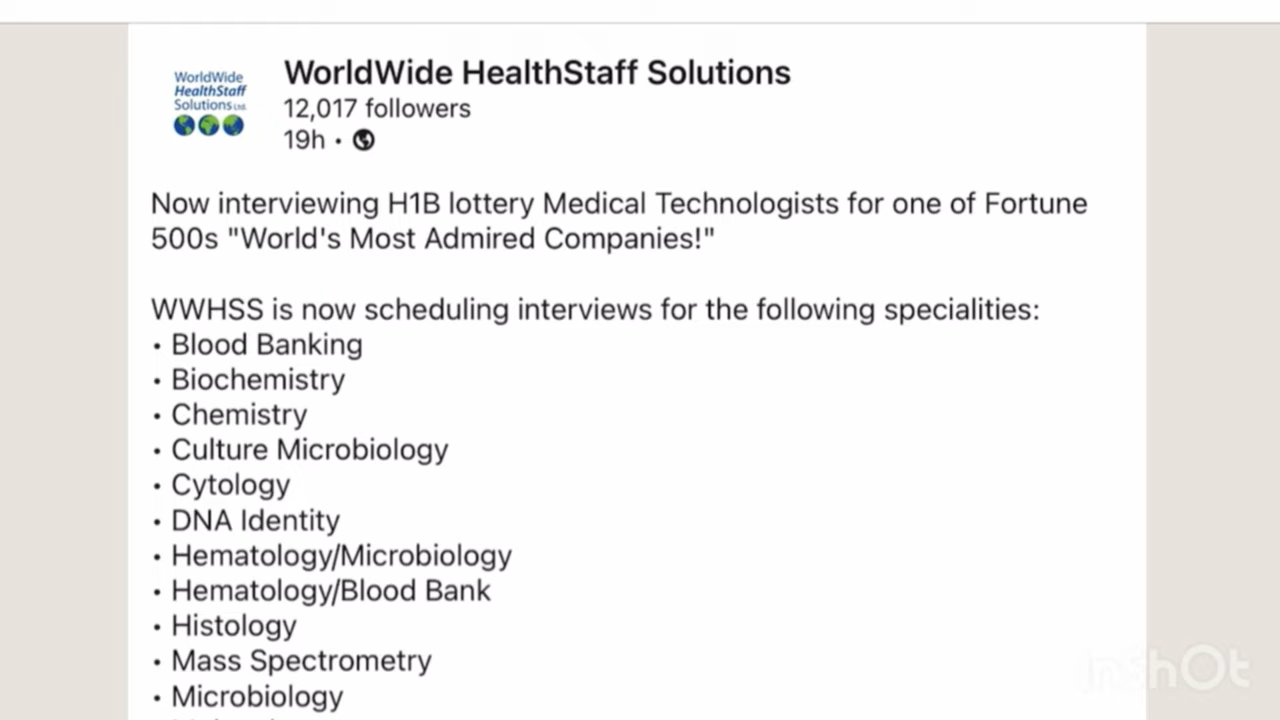 WorldWide
HealthStaff
Solutions Ltd.
WorldWide HealthStaff Solutions
12,017 followers
19h •
Now interviewing H1B lottery Medical Technologists for one of Fortune
500s "World's Most Admired Companies!"
WWHSS is now scheduling interviews for the following specialities:
• Blood Banking
• Biochemistry
• Chemistry
• Culture Microbiology
• Cytology
• DNA Identity
• Hematology/Microbiology
• Hematology/Blood Bank
• Histology
• Mass Spectrometry
• Microbiology
InShOt